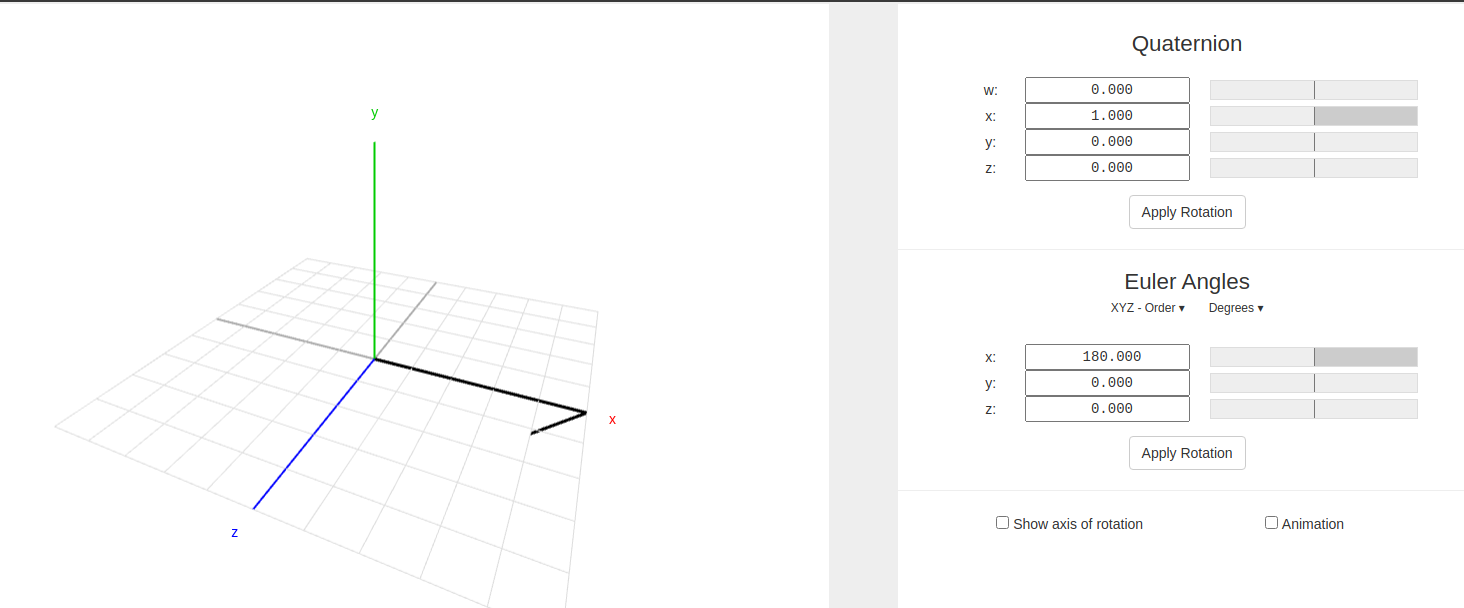 y
x
z
Quaternion
w: 0.000
x: 1.000
y: 0.000
z: 0.000
Apply Rotation
Euler Angles
XYZ - Order ▾ Degrees ▾
x: 180.000
y: 0.000
z: 0.000
Apply Rotation
Show axis of rotation Animation